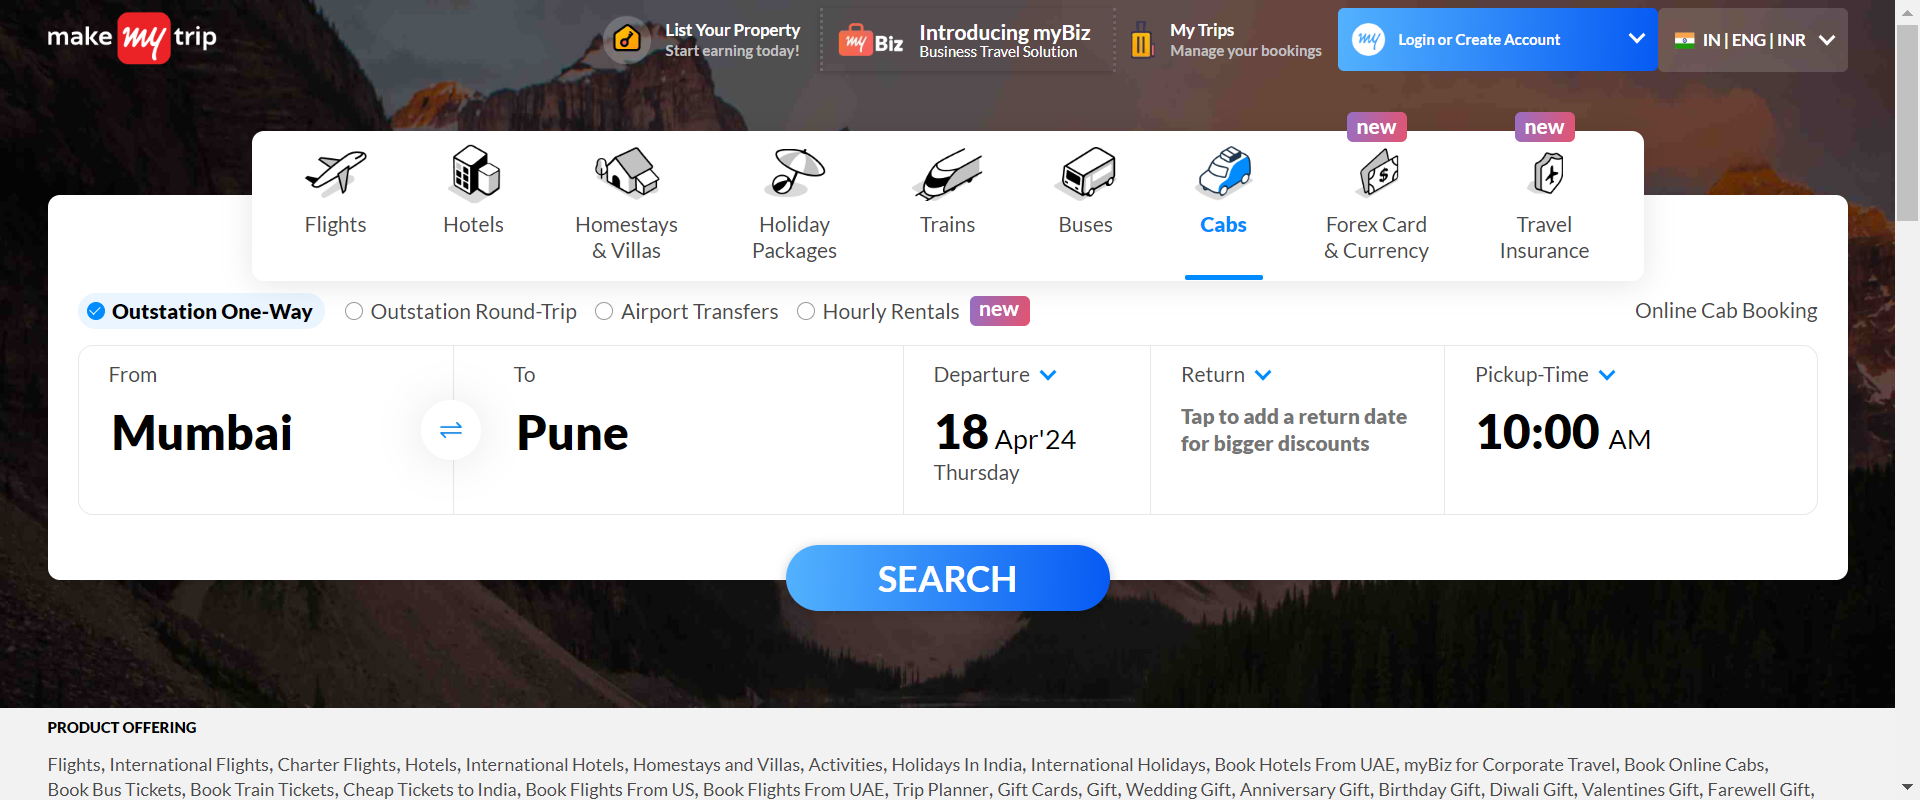 make my trip
List Your Property
Start earning today!
my Biz
Introducing myBiz
Business Travel Solution
My Trips
Manage your bookings
my
Login or Create Account
IN | ENG | INR
new
new
Flights
Hotels
Homestays
& Villas
Holiday
Packages
Trains
Buses
Cabs
Forex Card
& Currency
Travel
Insurance
Outstation One-Way
Outstation Round-Trip
Airport Transfers
Hourly Rentals
new
Online Cab Booking
From
Mumbai
To
Pune
Departure
18 Apr'24
Thursday
Return
Tap to add a return date
for bigger discounts
Pickup-Time
10:00 AM
SEARCH
PRODUCT OFFERING
Flights, International Flights, Charter Flights, Hotels, International Hotels, Homestays and Villas, Activities, Holidays In India, International Holidays, Book Hotels From UAE, myBiz for Corporate Travel, Book Online Cabs,
Book Bus Tickets, Book Train Tickets, Cheap Tickets to India, Book Flights From US, Book Flights From UAE, Trip Planner, Gift Cards, Gift, Wedding Gift, Anniversary Gift, Birthday Gift, Diwali Gift, Valentines Gift, Farewell Gift,